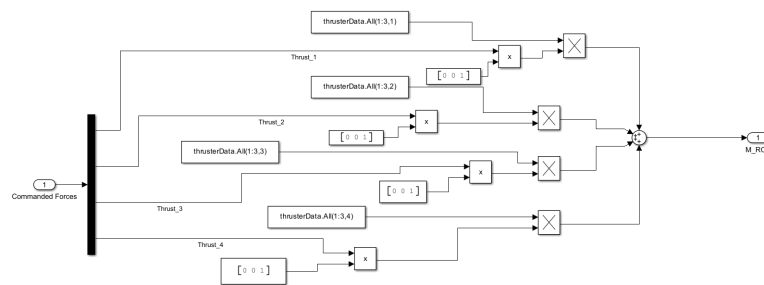 thrusterData.All(1:3,1)
Thrust_1
x
[0 0 1]
thrusterData.All(1:3,2)
Thrust_2
x
[0 0 1]
thrusterData.All(1:3,3)
x
[0 0 1]
1
Commanded Forces
Thrust_3
thrusterData.All(1:3,4)
Thrust_4
x
[0 0 1]
+
+
+
+
1
M_RC